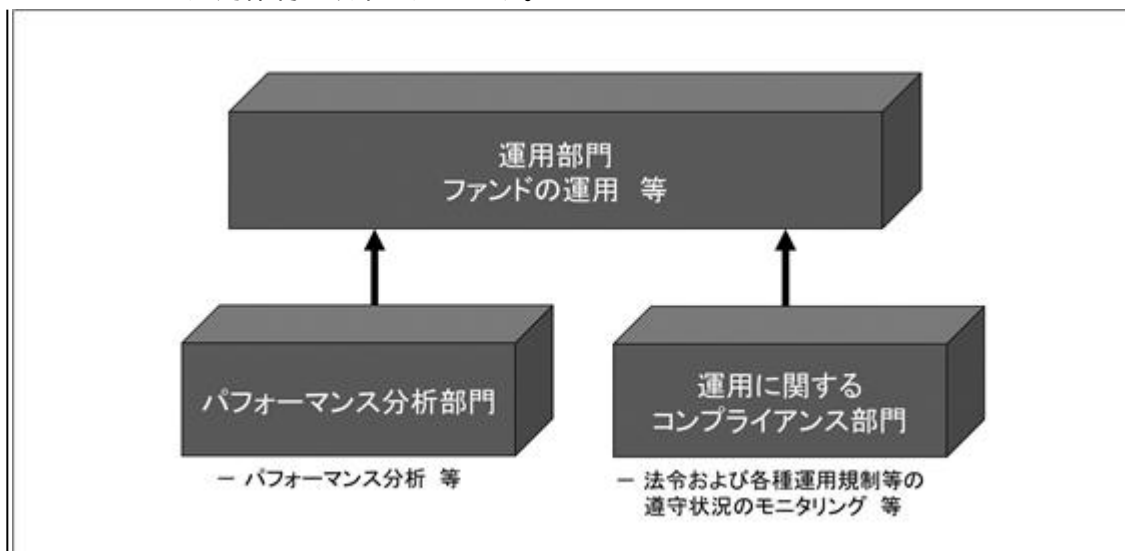 運用部門
ファンドの運用 等
パフォーマンス分析部門
－ パフォーマンス分析 等
運用に関する
コンプライアンス部門
－ 法令および各種運用規制等の
遵守状況のモニタリング 等